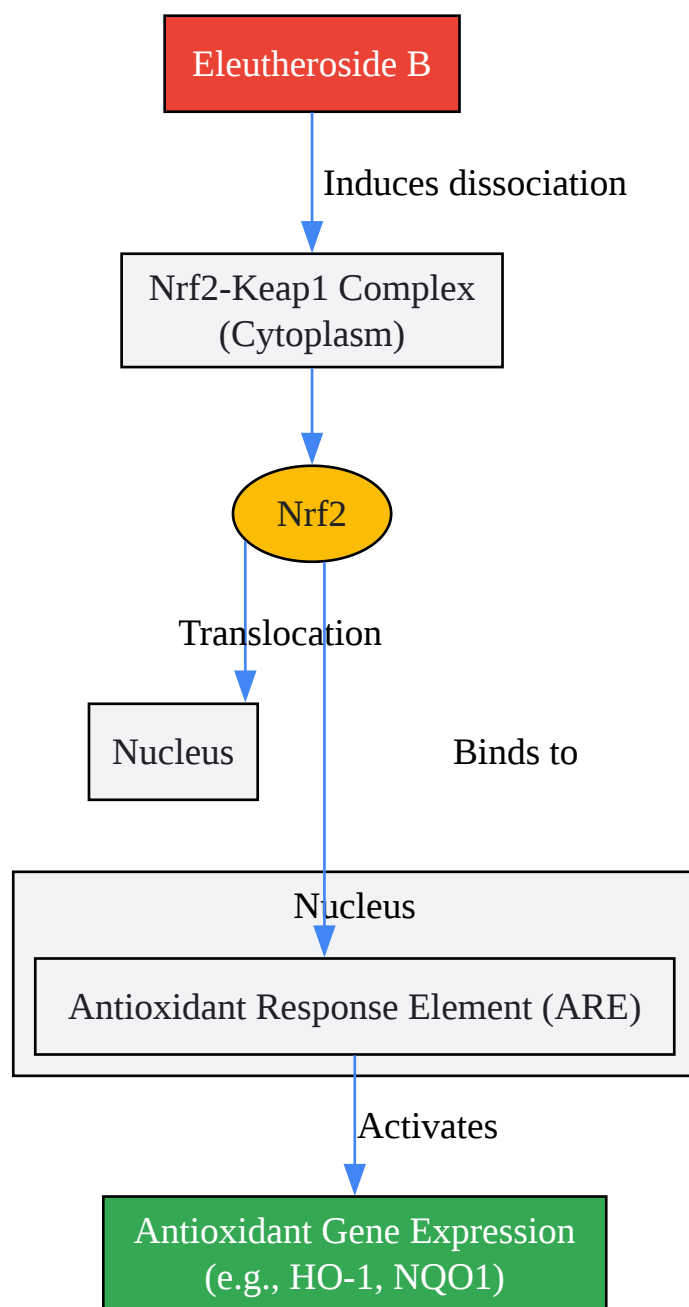 Eleutheroside B
Induces dissociation
Nrf2-Keap1 Complex
(Cytoplasm)
Nrf2
Translocation
Nucleus
Binds to
Nucleus
Antioxidant Response Element (ARE)
Activates
Antioxidant Gene Expression
(e.g., HO-1, NQO1)